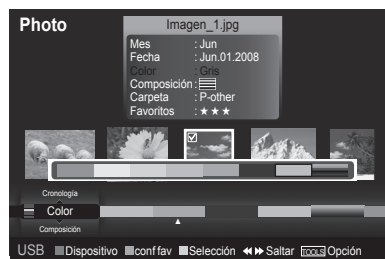 Photo
Imagen_1.jpg
Mes : Jun
Fecha : Jun.01.2008
Color : Gris
Composición :
Carpeta : P-other
Favoritos : ★ ★ ★
Cronología
Color
Composición
USB Dispositivo conf fav Selección Saltar TOOLS Opción